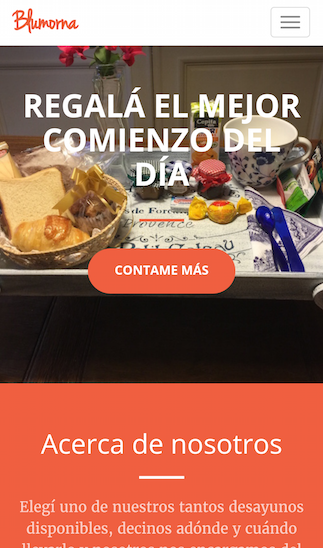 Blumorna
REGALÁ EL MEJOR
COMIENZO DEL
DÍA
Provence
CONTAME MÁS
Acerca de nosotros
Elegí uno de nuestros tantos desayunos
disponibles, decinos adónde y cuándo